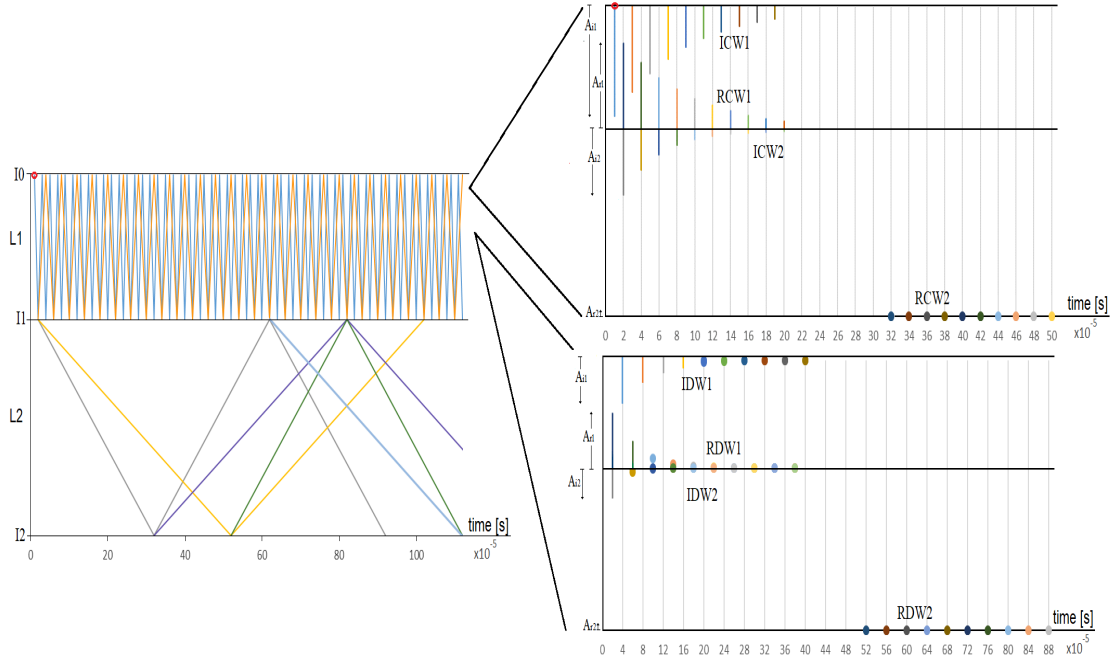 I0
L1
I1
L2
I2
time [s]
0 20 40 60 80 100 x10⁻⁵
Ai1
ICW1
Ar1
RCW1
ICW2
Ai2
RCW2
Ar2t
time [s]
0 2 4 6 8 10 12 14 16 18 20 22 24 26 28 30 32 34 36 38 40 42 44 46 48 50 x10⁻⁵
Ai1
IDW1
Ar1
RDW1
Ai2
IDW2
RDW2
Ar2t
time [s]
0 4 8 12 16 20 24 28 32 36 40 44 48 52 56 60 64 68 72 76 80 84 88 x10⁻⁵